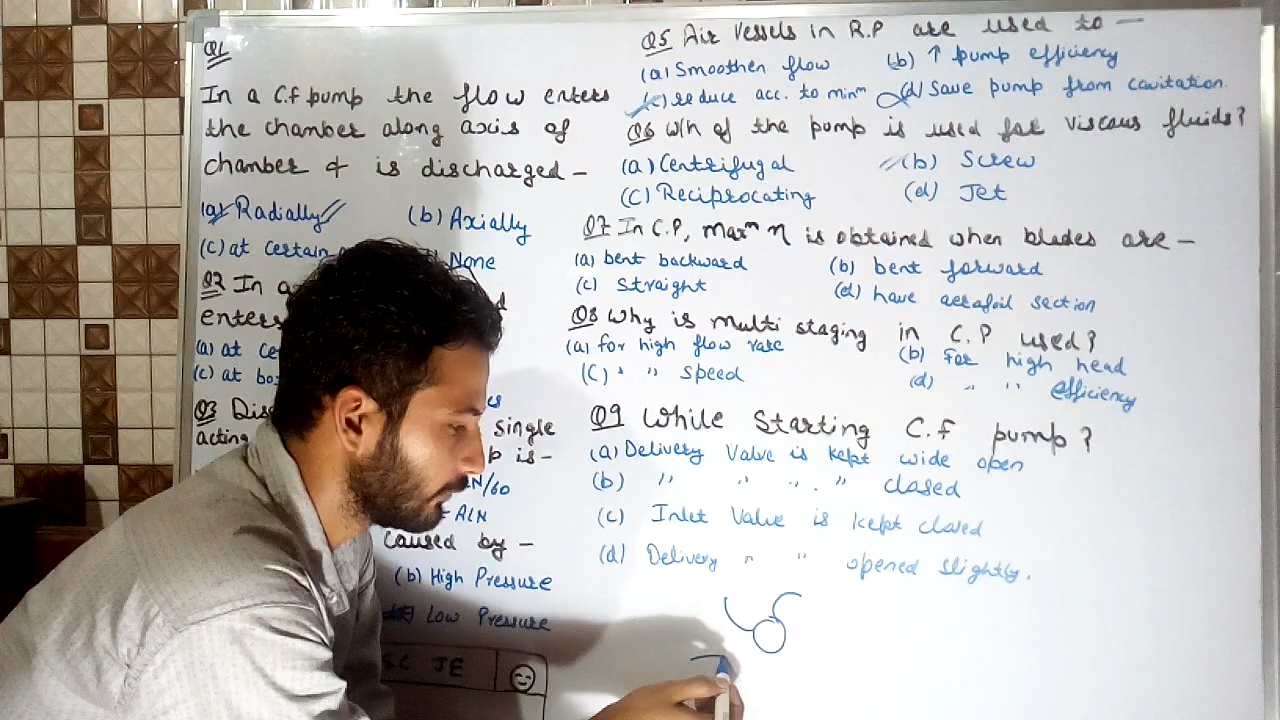 Q1
In a C.f pump the flow enters
the chamber along axis of
chamber & is discharged -
(a) Radially (b) Axially
(c) at certain None
Q2 In a
enters
(a) at ce
(c) at bo
Q3 Dis single
acting p is -
LN/60
= ALN
caused by -
(b) High Pressure
Low Pressure
SC JE
Q5 Air Vessels in R.P are used to -
(a) Smoothen flow (b) ↑ pump efficiency
(c) reduce acc. to minm (d) Save pump from cavitation.
Q6 W/h of the pump is used for viscous fluids?
(a) Centrifugal (b) Screw
(C) Reciprocating (d) Jet
Q7 In C.P, maxm η is obtained when blades are -
(a) bent backward (b) bent forward
(c) Straight (d) have aerafoil section
Q8 Why is multi staging in C.P used?
(a) for high flow rate (b) For high head
(C) " " speed (d) " " efficiency
Q9 While Starting C.f pump?
(a) Delivery Valve is kept wide open
(b) " " " " closed
(c) Inlet Valve is kept closed
(d) Delivery " " opened slightly.